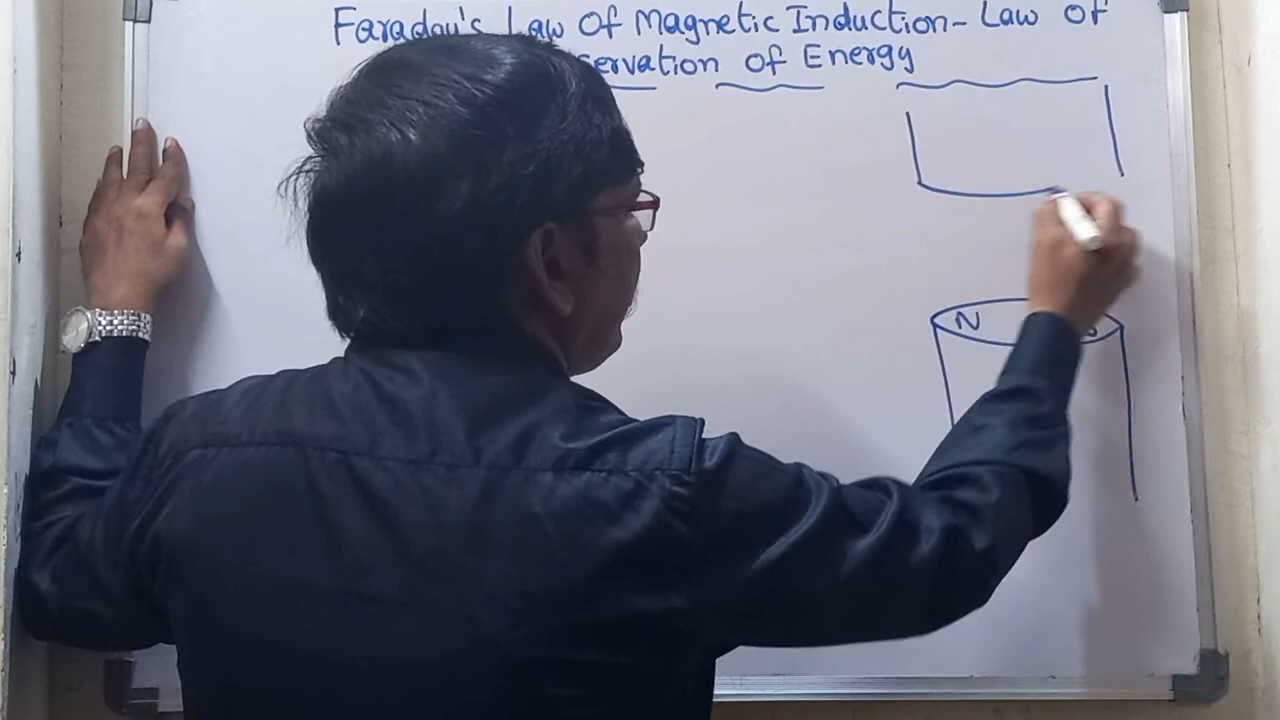 Faraday's Law Of Magnetic Induction - Law of
servation of Energy
N